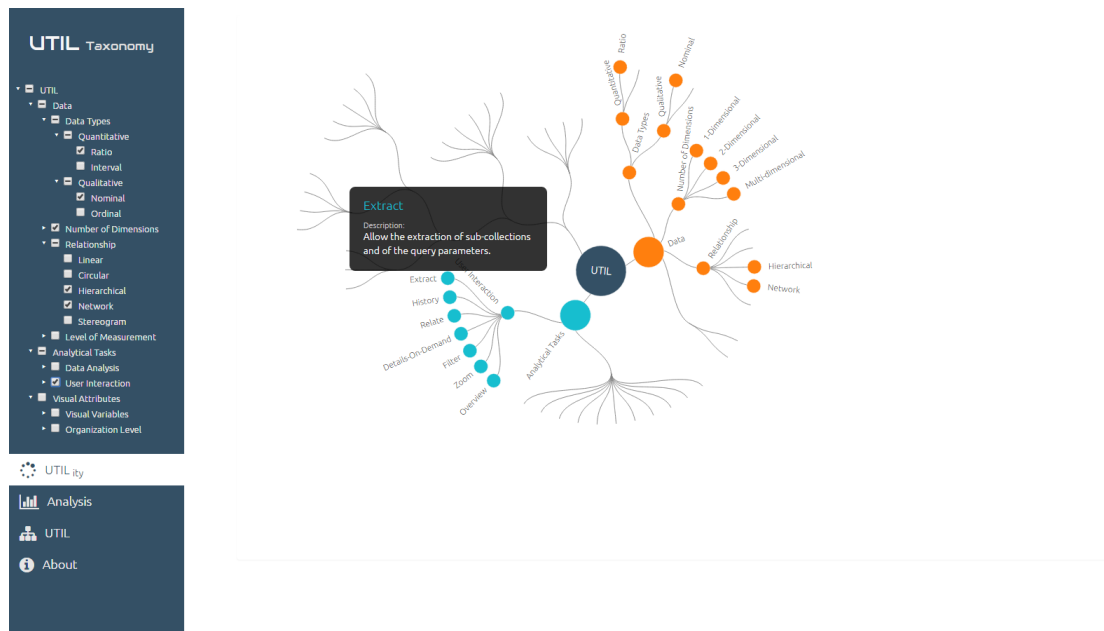 UTIL Taxonomy
UTIL
Data
Data Types
Quantitative
Ratio
Interval
Qualitative
Nominal
Ordinal
Number of Dimensions
Relationship
Linear
Circular
Hierarchical
Network
Stereogram
Level of Measurement
Analytical Tasks
Data Analysis
User Interaction
Visual Attributes
Visual Variables
Organization Level
UTIL ity
Analysis
UTIL
About
Ratio
Quantitative
Nominal
Qualitative
Data Types
Number of Dimensions
1-Dimensional
2-Dimensional
3-Dimensional
Multi-dimensional
Data
Relationship
Hierarchical
Network
UTIL
Extract
Description:
Allow the extraction of sub-collections
and of the query parameters.
User Interaction
Extract
History
Relate
Details-On-Demand
Filter
Zoom
Overview
Analytical Tasks